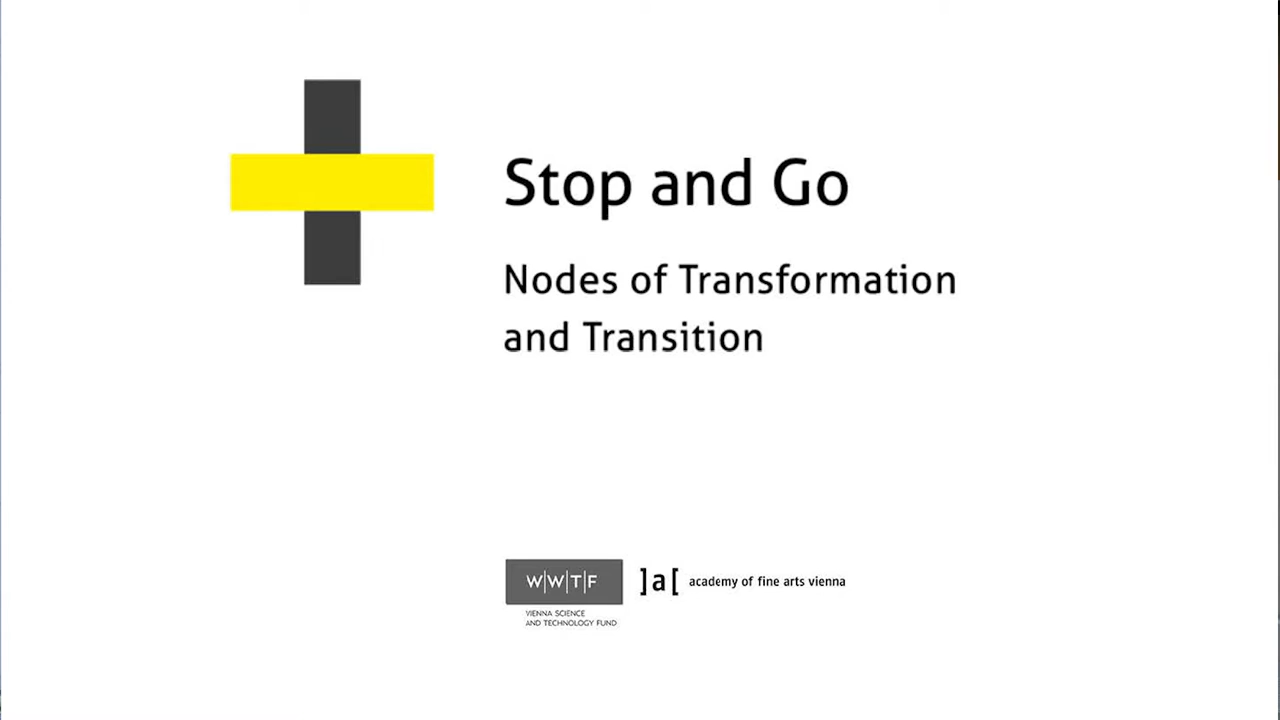 Stop and Go
Nodes of Transformation
and Transition
W|W|T|F
VIENNA SCIENCE
AND TECHNOLOGY FUND
]a[ academy of fine arts vienna